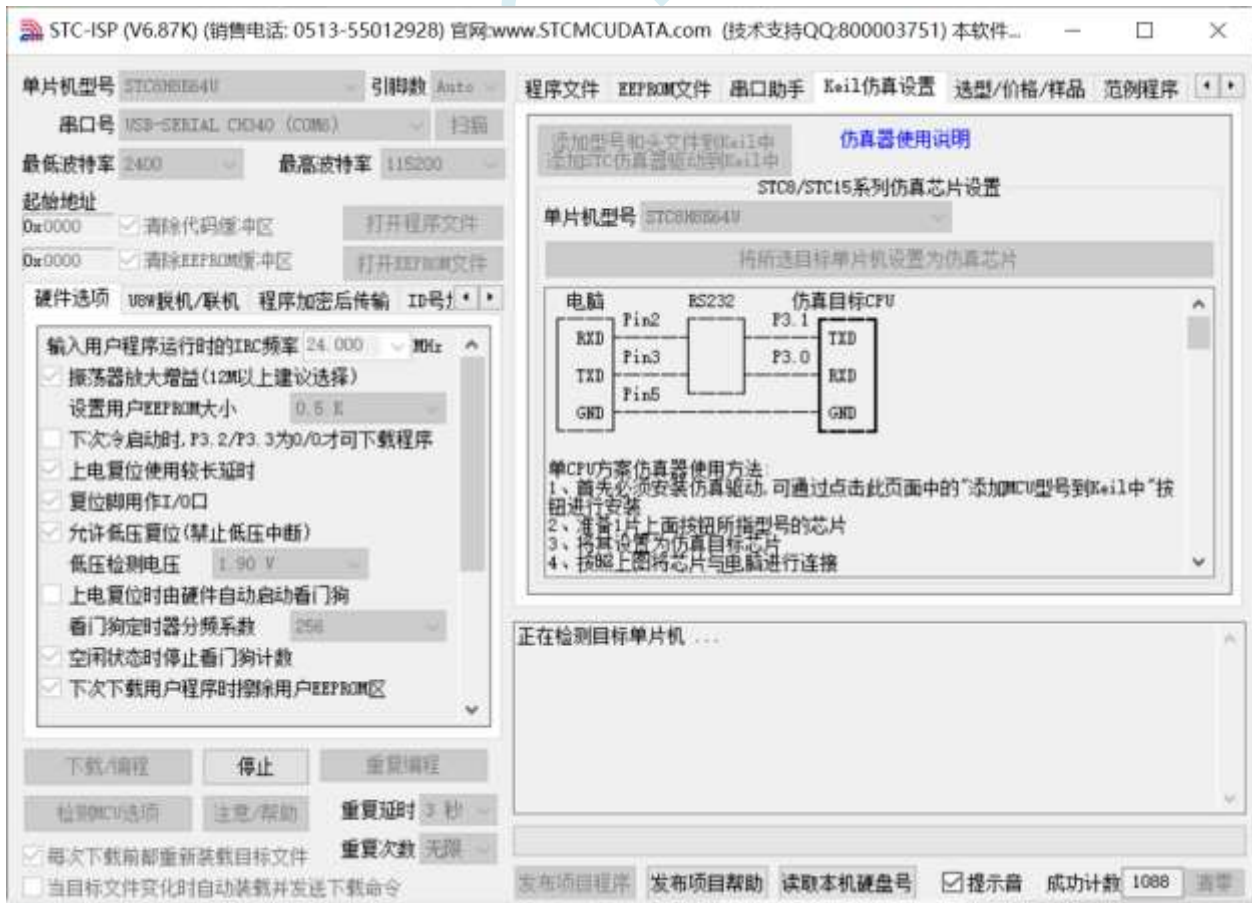 STC-ISP (V6.87K) (销售电话: 0513-55012928) 官网:www.STCMCUDATA.com (技术支持QQ:800003751) 本软件...
单片机型号 STC8H8K64U 引脚数 Auto
串口号 USB-SERIAL CH340 (COM6) 扫描
最低波特率 2400 最高波特率 115200
起始地址
0x0000 清除代码缓冲区 打开程序文件
0x0000 清除EEPROM缓冲区 打开EEPROM文件
硬件选项 U8W脱机/联机 程序加密后传输 ID号
输入用户程序运行时的IRC频率 24.000 MHz
振荡器放大增益(12M以上建议选择)
设置用户EEPROM大小 0.5 K
下次冷启动时,P3.2/P3.3为0/0才可下载程序
上电复位使用较长延时
复位脚用作I/O口
允许低压复位(禁止低压中断)
低压检测电压 1.90 V
上电复位时由硬件自动启动看门狗
看门狗定时器分频系数 256
空闲状态时停止看门狗计数
下次下载用户程序时擦除用户EEPROM区
下载/编程 停止 重复编程
检测MCU选项 注意/帮助 重复延时 3 秒
重复次数 无限
每次下载前都重新装载目标文件
当目标文件变化时自动装载并发送下载命令
程序文件 EEPROM文件 串口助手 Keil仿真设置 选型/价格/样品 范例程序
添加型号和头文件到Keil中
添加STC仿真器驱动到Keil中
仿真器使用说明
STC8/STC15系列仿真芯片设置
单片机型号 STC8H8K64U
将所选目标单片机设置为仿真芯片
电脑 RS232 仿真目标CPU
Pin2 P3.1
RXD TXD
Pin3 P3.0
TXD RXD
Pin5
GND GND
单CPU方案仿真器使用方法:
1、首先必须安装仿真驱动,可通过点击此页面中的"添加MCU型号到Keil中"按
钮进行安装
2、准备1片上面按钮所指型号的芯片
3、将其设置为仿真目标芯片
4、按照上图将芯片与电脑进行连接
正在检测目标单片机 ...
发布项目程序 发布项目帮助 读取本机硬盘号 提示音 成功计数 1088 清零